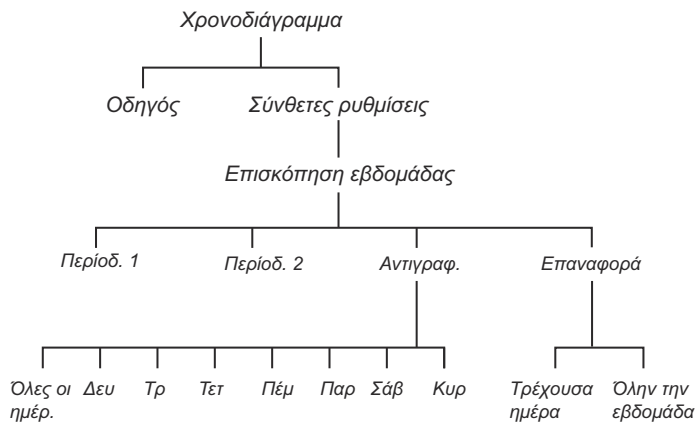 Χρονοδιάγραμμα
Οδηγός
Σύνθετες ρυθμίσεις
Επισκόπηση εβδομάδας
Περίοδ. 1
Περίοδ. 2
Αντιγραφ.
Επαναφορά
Όλες οι
ημέρ.
Δευ
Τρ
Τετ
Πέμ
Παρ
Σάβ
Κυρ
Τρέχουσα
ημέρα
Όλην την
εβδομάδα